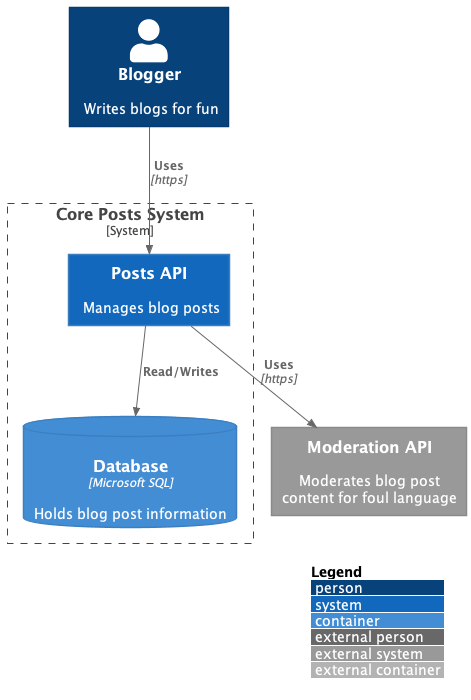 Blogger
Writes blogs for fun
Uses
[https]
Core Posts System
[System]
Posts API
Manages blog posts
Read/Writes
Uses
[https]
Database
[Microsoft SQL]
Holds blog post information
Moderation API
Moderates blog post
content for foul language
Legend
person
system
container
external person
external system
external container